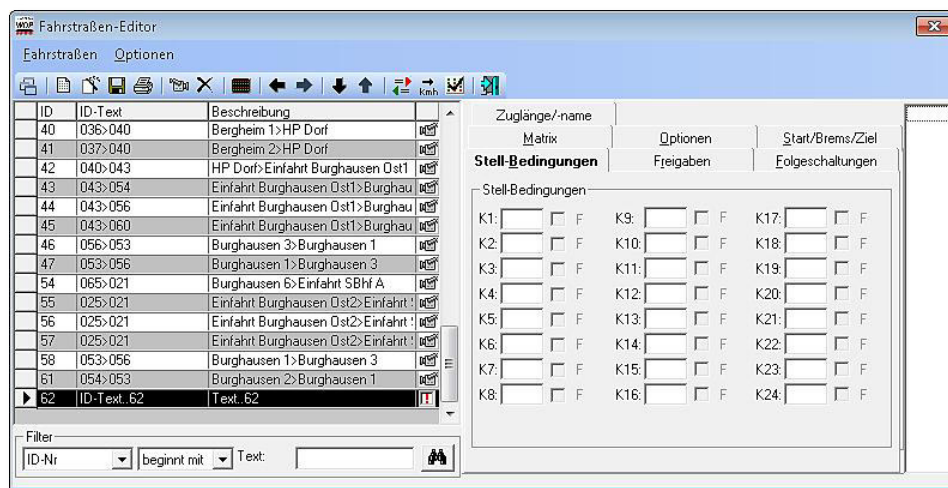 WDP Fahrstraßen-Editor
Fahrstraßen Optionen
kmh
ID ID-Text Beschreibung
40 036>040 Bergheim 1>HP Dorf
41 037>040 Bergheim 2>HP Dorf
42 040>043 HP Dorf>Einfahrt Burghausen Ost1
43 043>054 Einfahrt Burghausen Ost1>Burghau
44 043>056 Einfahrt Burghausen Ost1>Burghau
45 043>060 Einfahrt Burghausen Ost1>Burghau
46 056>053 Burghausen 3>Burghausen 1
47 053>056 Burghausen 1>Burghausen 3
54 065>021 Burghausen 6>Einfahrt SBhf A
55 025>021 Einfahrt Burghausen Ost2>Einfahrt
56 025>021 Einfahrt Burghausen Ost2>Einfahrt
57 025>021 Einfahrt Burghausen Ost2>Einfahrt
58 053>056 Burghausen 1>Burghausen 3
61 054>053 Burghausen 2>Burghausen 1
62 ID-Text..62 Text..62
Filter
ID-Nr beginnt mit Text:
Zuglänge/-name
Matrix Optionen Start/Brems/Ziel
Stell-Bedingungen Freigaben Folgeschaltungen
Stell-Bedingungen
K1: F K9: F K17: F
K2: F K10: F K18: F
K3: F K11: F K19: F
K4: F K12: F K20: F
K5: F K13: F K21: F
K6: F K14: F K22: F
K7: F K15: F K23: F
K8: F K16: F K24: F